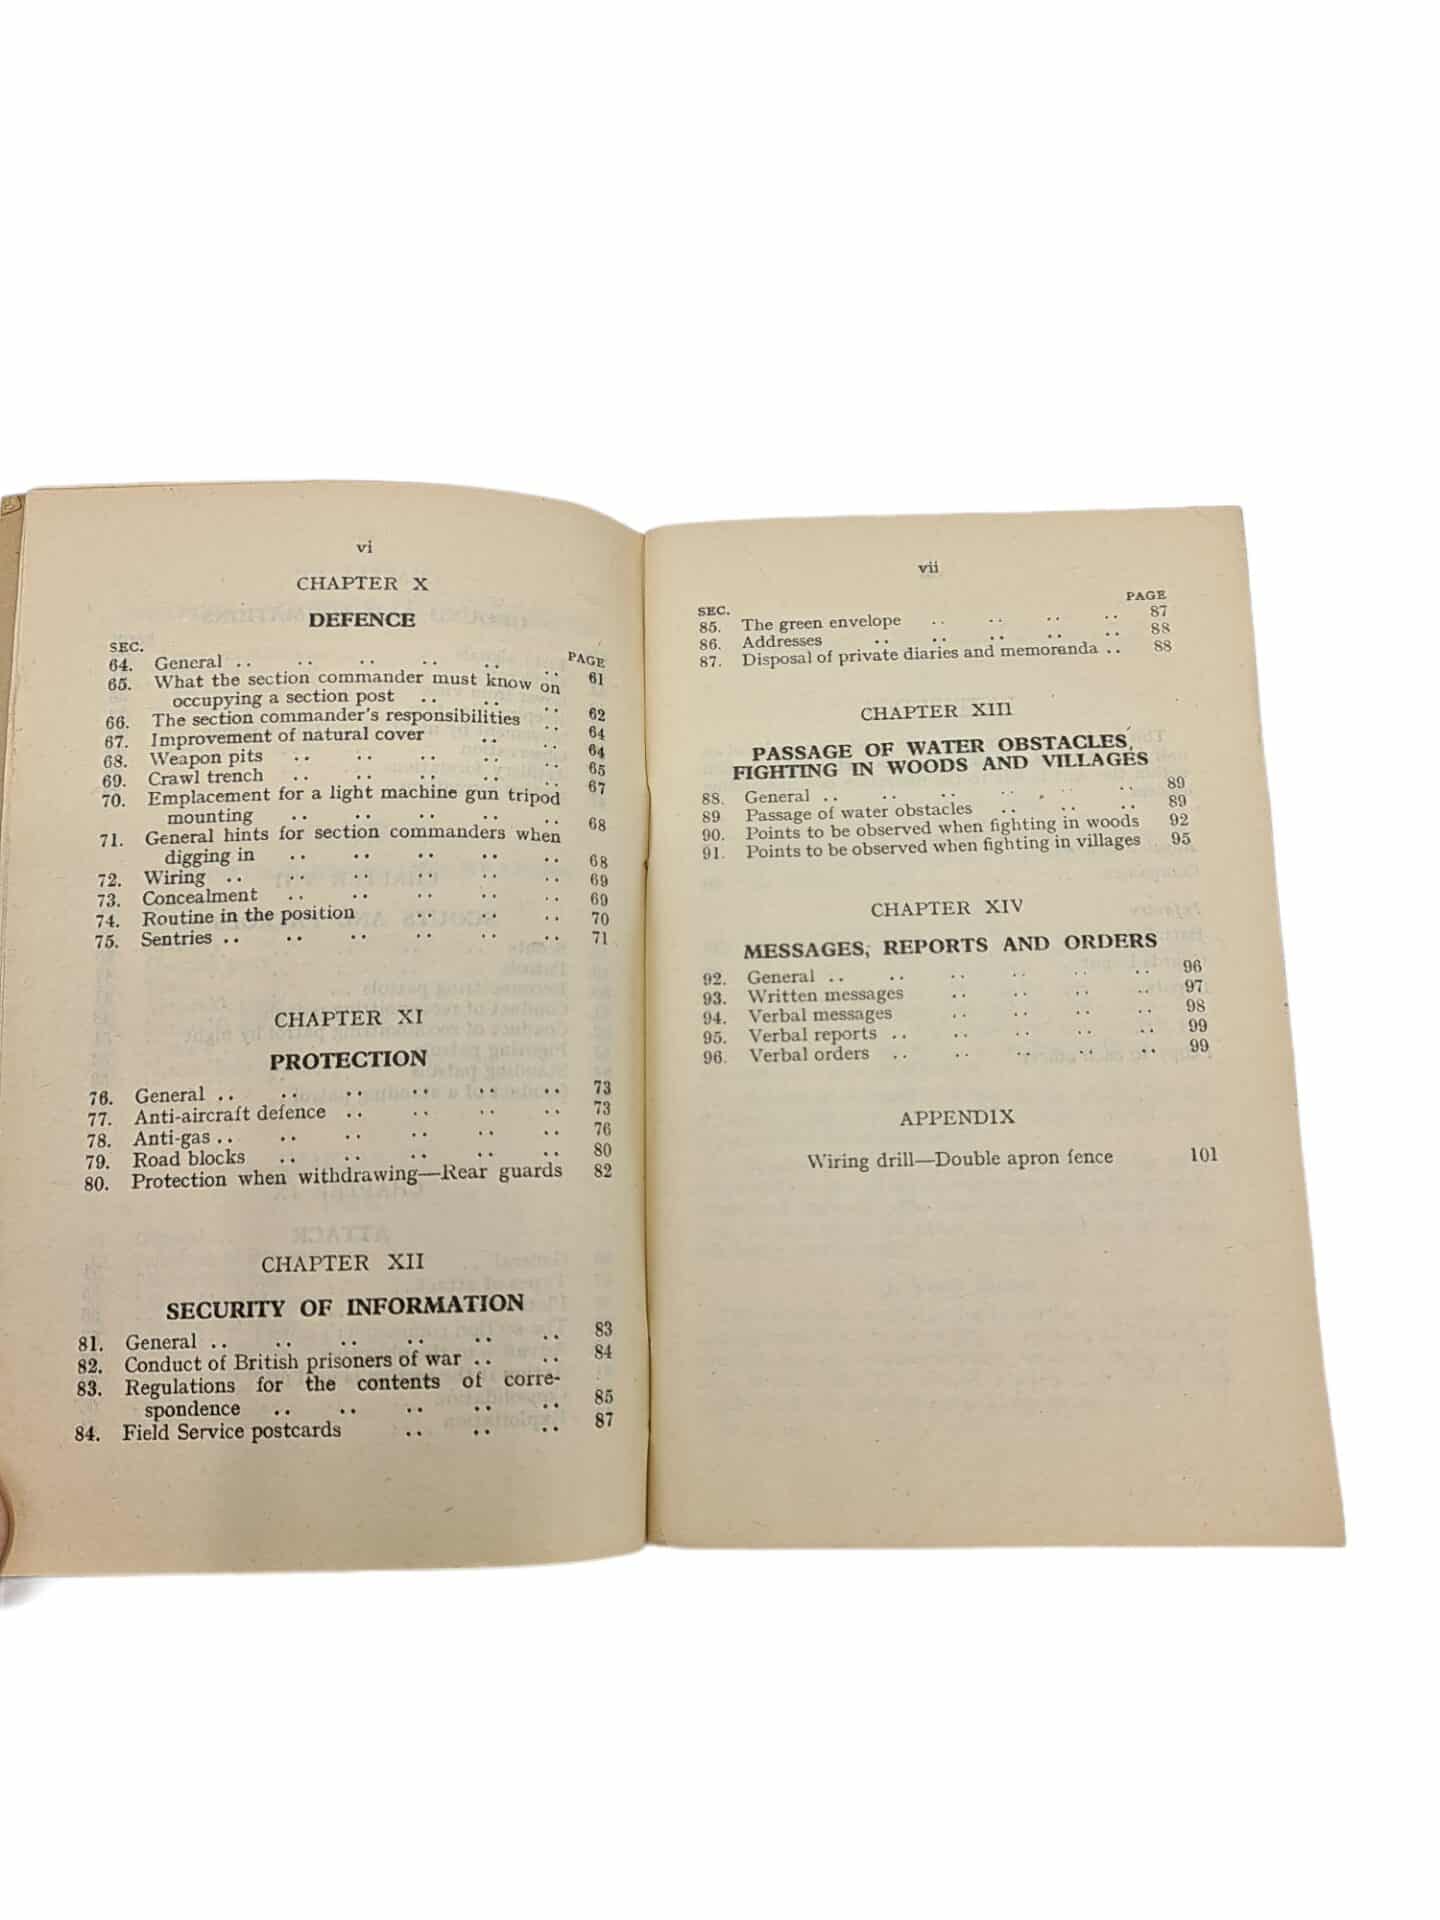 vi
CHAPTER X
DEFENCE
SEC. PAGE
64. General .. .. .. .. .. .. 61
65. What the section commander must know on
occupying a section post .. .. .. 62
66. The section commander's responsibilities .. 64
67. Improvement of natural cover .. .. 64
68. Weapon pits .. .. .. .. .. 65
69. Crawl trench .. .. .. .. .. 67
70. Emplacement for a light machine gun tripod
mounting .. .. .. .. .. 68
71. General hints for section commanders when
digging in .. .. .. .. .. 68
72. Wiring .. .. .. .. .. .. 69
73. Concealment .. .. .. .. .. 69
74. Routine in the position .. .. .. 70
75. Sentries .. .. .. .. .. .. 71
CHAPTER XI
PROTECTION
76. General .. .. .. .. .. .. 73
77. Anti-aircraft defence .. .. .. .. 73
78. Anti-gas .. .. .. .. .. .. 76
79. Road blocks .. .. .. .. .. 80
80. Protection when withdrawing—Rear guards 82
CHAPTER XII
SECURITY OF INFORMATION
81. General .. .. .. .. .. .. 83
82. Conduct of British prisoners of war .. .. 84
83. Regulations for the contents of corre-
spondence .. .. .. .. .. 85
84. Field Service postcards .. .. .. 87
vii
SEC. PAGE
85. The green envelope .. .. .. .. 87
86. Addresses .. .. .. .. .. 88
87. Disposal of private diaries and memoranda .. 88
CHAPTER XIII
PASSAGE OF WATER OBSTACLES,
FIGHTING IN WOODS AND VILLAGES
88. General .. .. .. .. .. .. 89
89. Passage of water obstacles .. .. .. 89
90. Points to be observed when fighting in woods 92
91. Points to be observed when fighting in villages 95
CHAPTER XIV
MESSAGES, REPORTS AND ORDERS
92. General .. .. .. .. .. .. 96
93. Written messages .. .. .. .. 97
94. Verbal messages .. .. .. .. 98
95. Verbal reports .. .. .. .. .. 99
96. Verbal orders .. .. .. .. .. 99
APPENDIX
Wiring drill—Double apron fence 101